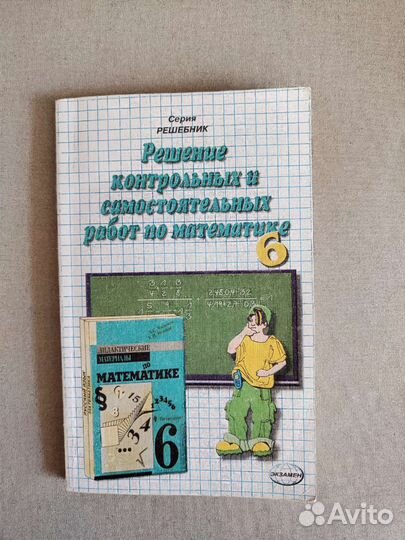 Серия
РЕШЕБНИК
Решение
контрольных и
самостоятельных
работ по математике
6
ДИДАКТИЧЕСКИЕ
МАТЕРИАЛЫ
ПО
МАТЕМАТИКЕ
6
ЭКЗАМЕН
Avito